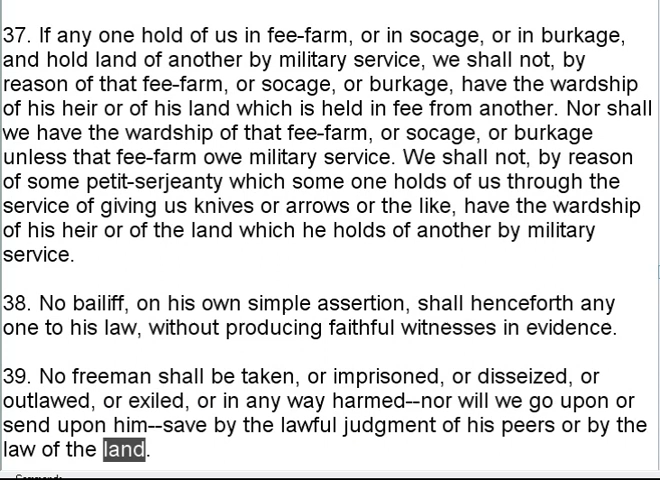 37. If any one hold of us in fee-farm, or in socage, or in burkage,
and hold land of another by military service, we shall not, by
reason of that fee-farm, or socage, or burkage, have the wardship
of his heir or of his land which is held in fee from another. Nor shall
we have the wardship of that fee-farm, or socage, or burkage
unless that fee-farm owe military service. We shall not, by reason
of some petit-serjeanty which some one holds of us through the
service of giving us knives or arrows or the like, have the wardship
of his heir or of the land which he holds of another by military
service.
38. No bailiff, on his own simple assertion, shall henceforth any
one to his law, without producing faithful witnesses in evidence.
39. No freeman shall be taken, or imprisoned, or disseized, or
outlawed, or exiled, or in any way harmed--nor will we go upon or
send upon him--save by the lawful judgment of his peers or by the
law of the land.